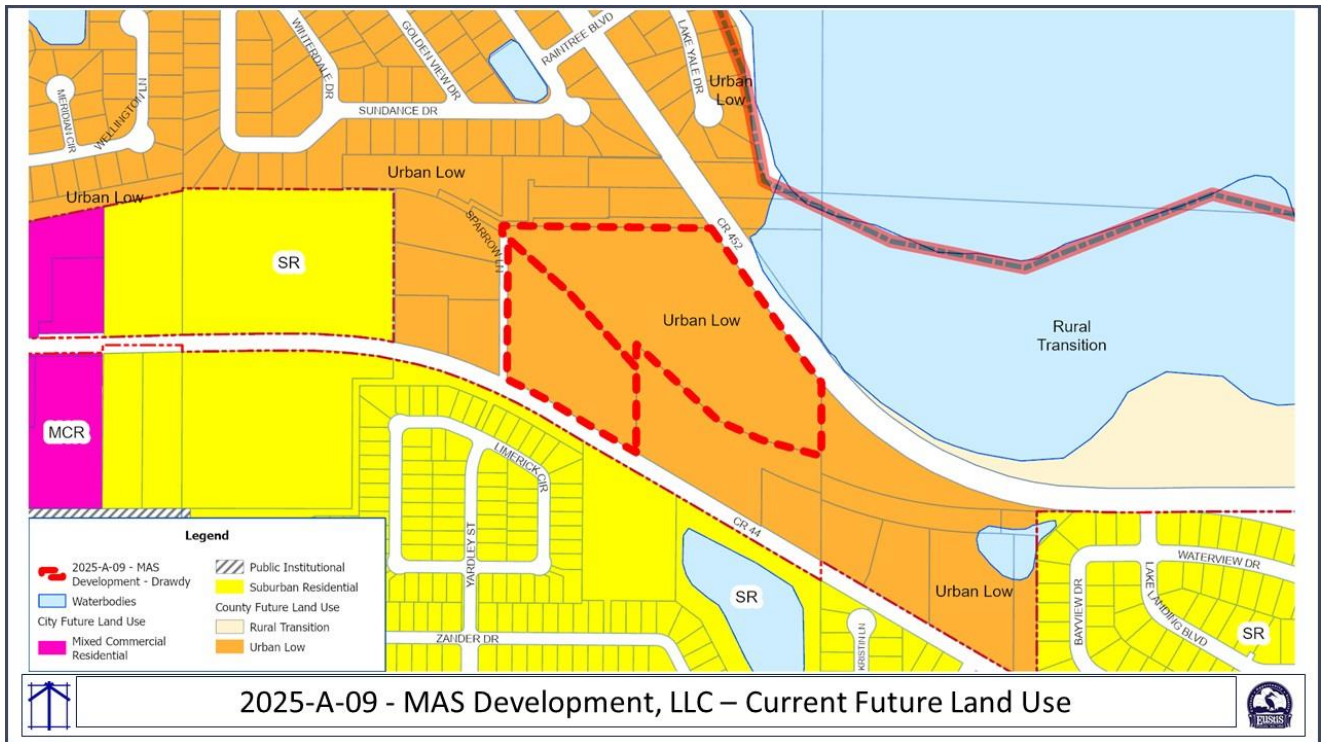 WINTERDALE DR
GOLDEN VIEW DR
RAINTREE BLVD
LAKE YALE DR
Urban
Low
MERIDIAN CIR
WELLINGTON LN
SUNDANCE DR
Urban Low
Urban Low
SPARROW LN
CR 452
SR
Urban Low
Rural
Transition
MCR
LIMERICK CIR
YARDLEY ST
CR 44
SR
Urban Low
WATERVIEW DR
BAYVIEW DR
LAKE LANDING BLVD
SR
KRISTIN LN
ZANDER DR
Legend
2025-A-09 - MAS
Development - Drawdy
Waterbodies
City Future Land Use
Mixed Commercial
Residential
Public Institutional
Suburban Residential
County Future Land Use
Rural Transition
Urban Low
2025-A-09 - MAS Development, LLC – Current Future Land Use
EUSTIS